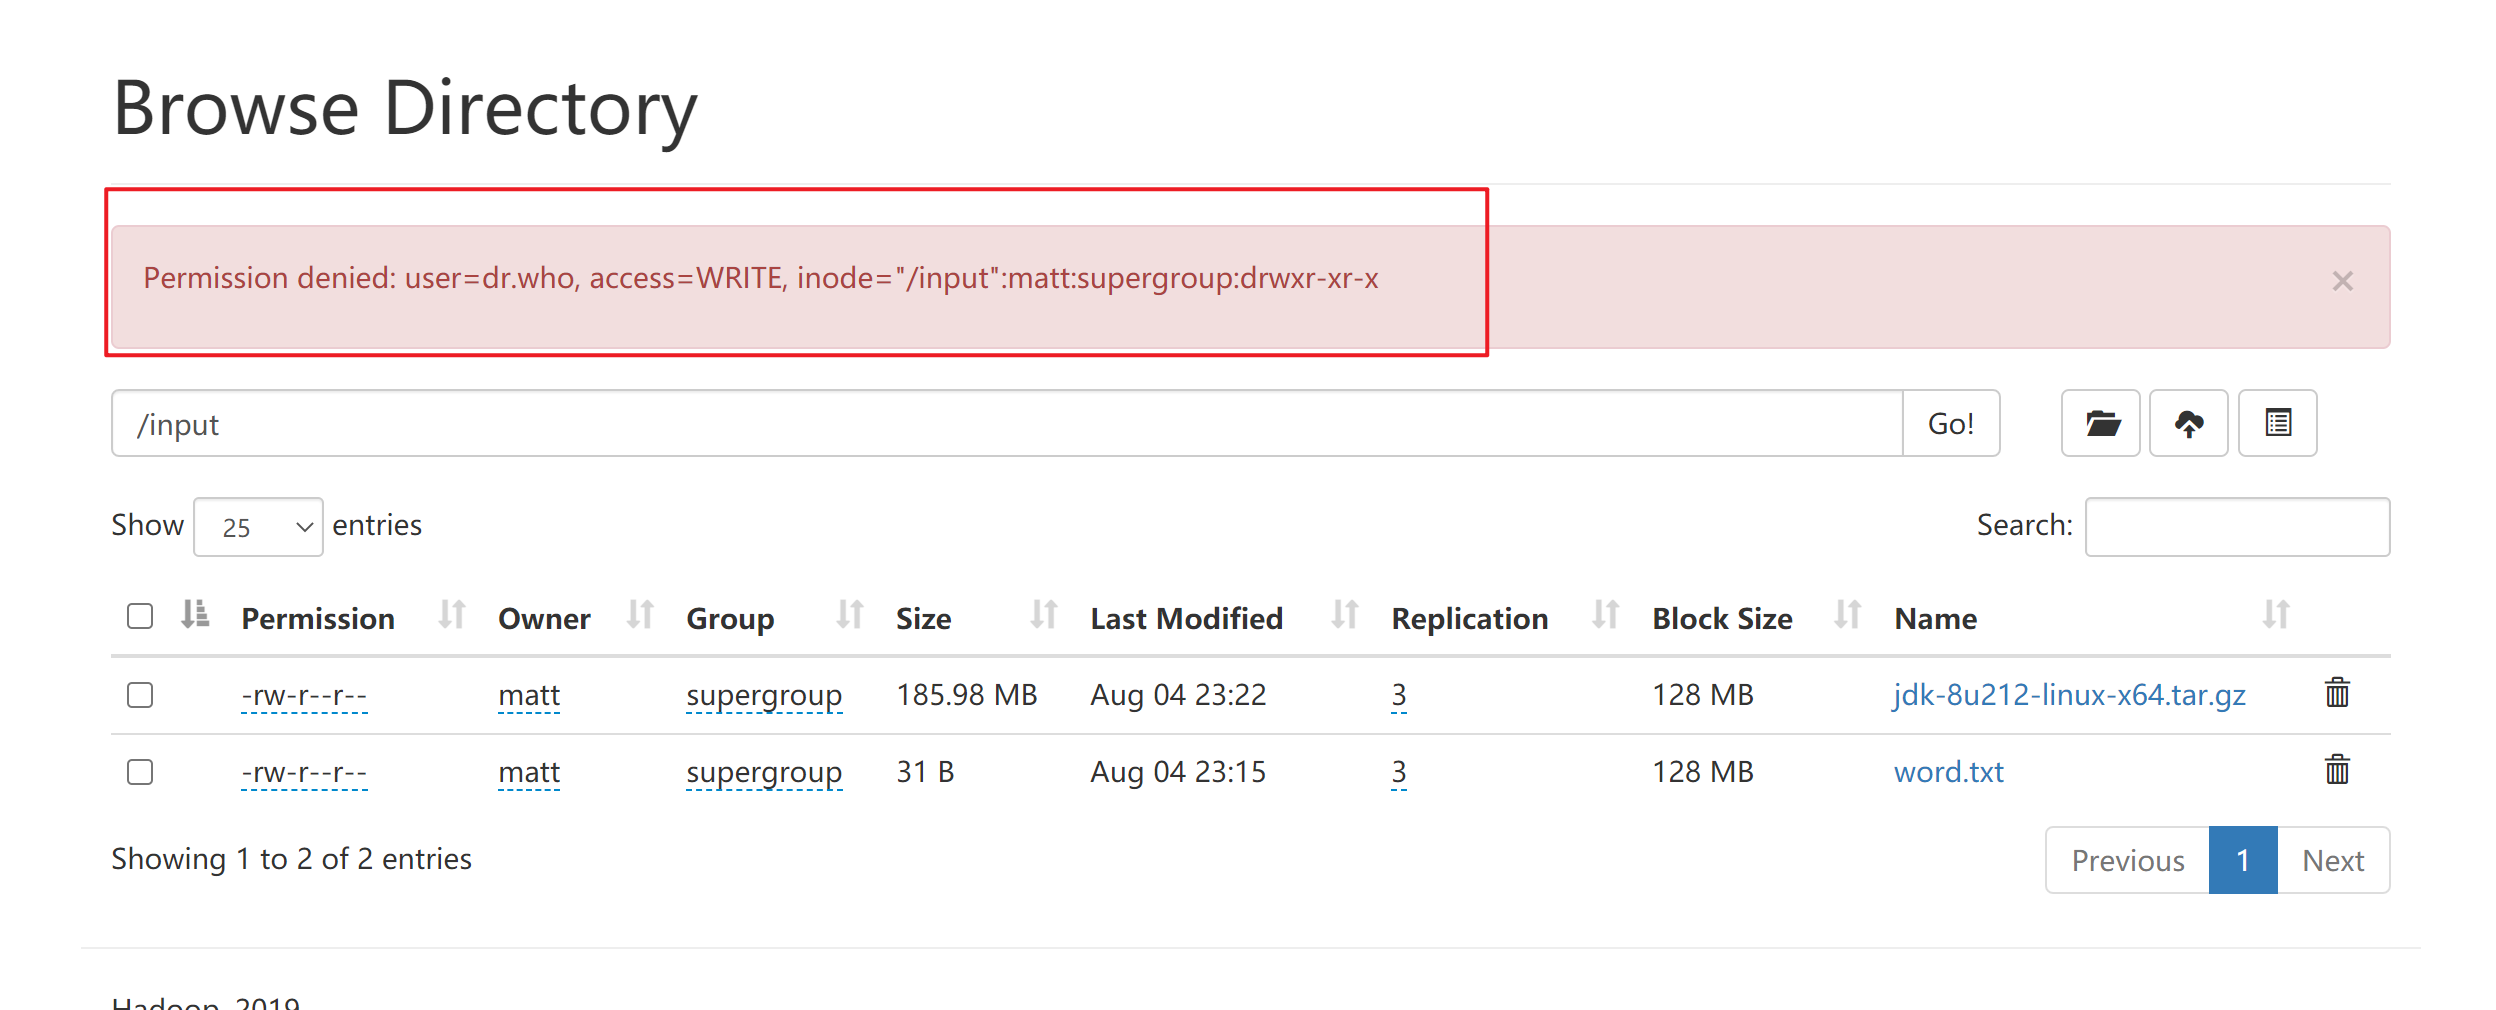 Browse Directory
Permission denied: user=dr.who, access=WRITE, inode="/input":matt:supergroup:drwxr-xr-x ×
/input Go!
Show 25 entries Search:
Permission Owner Group Size Last Modified Replication Block Size Name
-rw-r--r-- matt supergroup 185.98 MB Aug 04 23:22 3 128 MB jdk-8u212-linux-x64.tar.gz
-rw-r--r-- matt supergroup 31 B Aug 04 23:15 3 128 MB word.txt
Showing 1 to 2 of 2 entries Previous 1 Next
Hadoop, 2019.